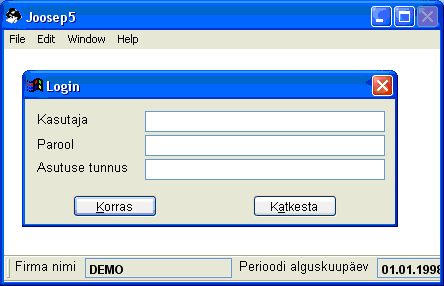 Joosep5
File Edit Window Help
Login
Kasutaja
Parool
Asutuse tunnus
Korras Katkesta
Firma nimi DEMO Perioodi alguskuupäev 01.01.1998